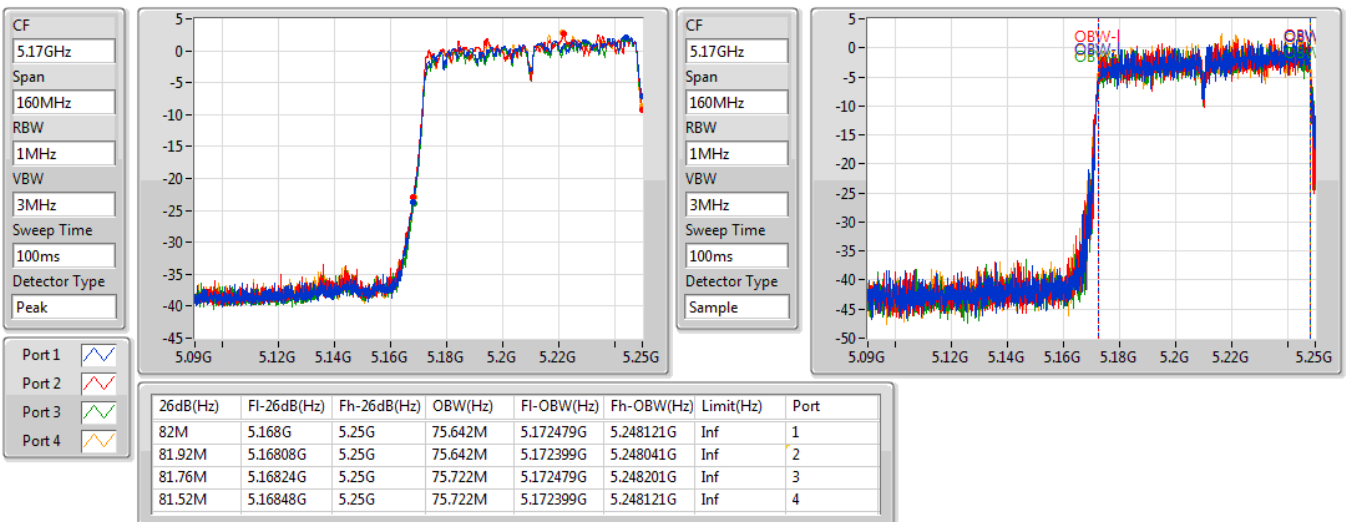 CF
5.17GHz
Span
160MHz
RBW
1MHz
VBW
3MHz
Sweep Time
100ms
Detector Type
Peak
5
0
-5
-10
-15
-20
-25
-30
-35
-40
-45
5.09G 5.12G 5.14G 5.16G 5.18G 5.2G 5.22G 5.25G
CF
5.17GHz
Span
160MHz
RBW
1MHz
VBW
3MHz
Sweep Time
100ms
Detector Type
Sample
5
0
-5
-10
-15
-20
-25
-30
-35
-40
-45
-50
OBW-l
5.09G 5.12G 5.14G 5.16G 5.18G 5.2G 5.22G 5.25G
Port 1
Port 2
Port 3
Port 4
26dB(Hz) Fl-26dB(Hz) Fh-26dB(Hz) OBW(Hz) Fl-OBW(Hz) Fh-OBW(Hz) Limit(Hz) Port
82M 5.168G 5.25G 75.642M 5.172479G 5.248121G Inf 1
81.92M 5.16808G 5.25G 75.642M 5.172399G 5.248041G Inf 2
81.76M 5.16824G 5.25G 75.722M 5.172479G 5.248201G Inf 3
81.52M 5.16848G 5.25G 75.722M 5.172399G 5.248121G Inf 4